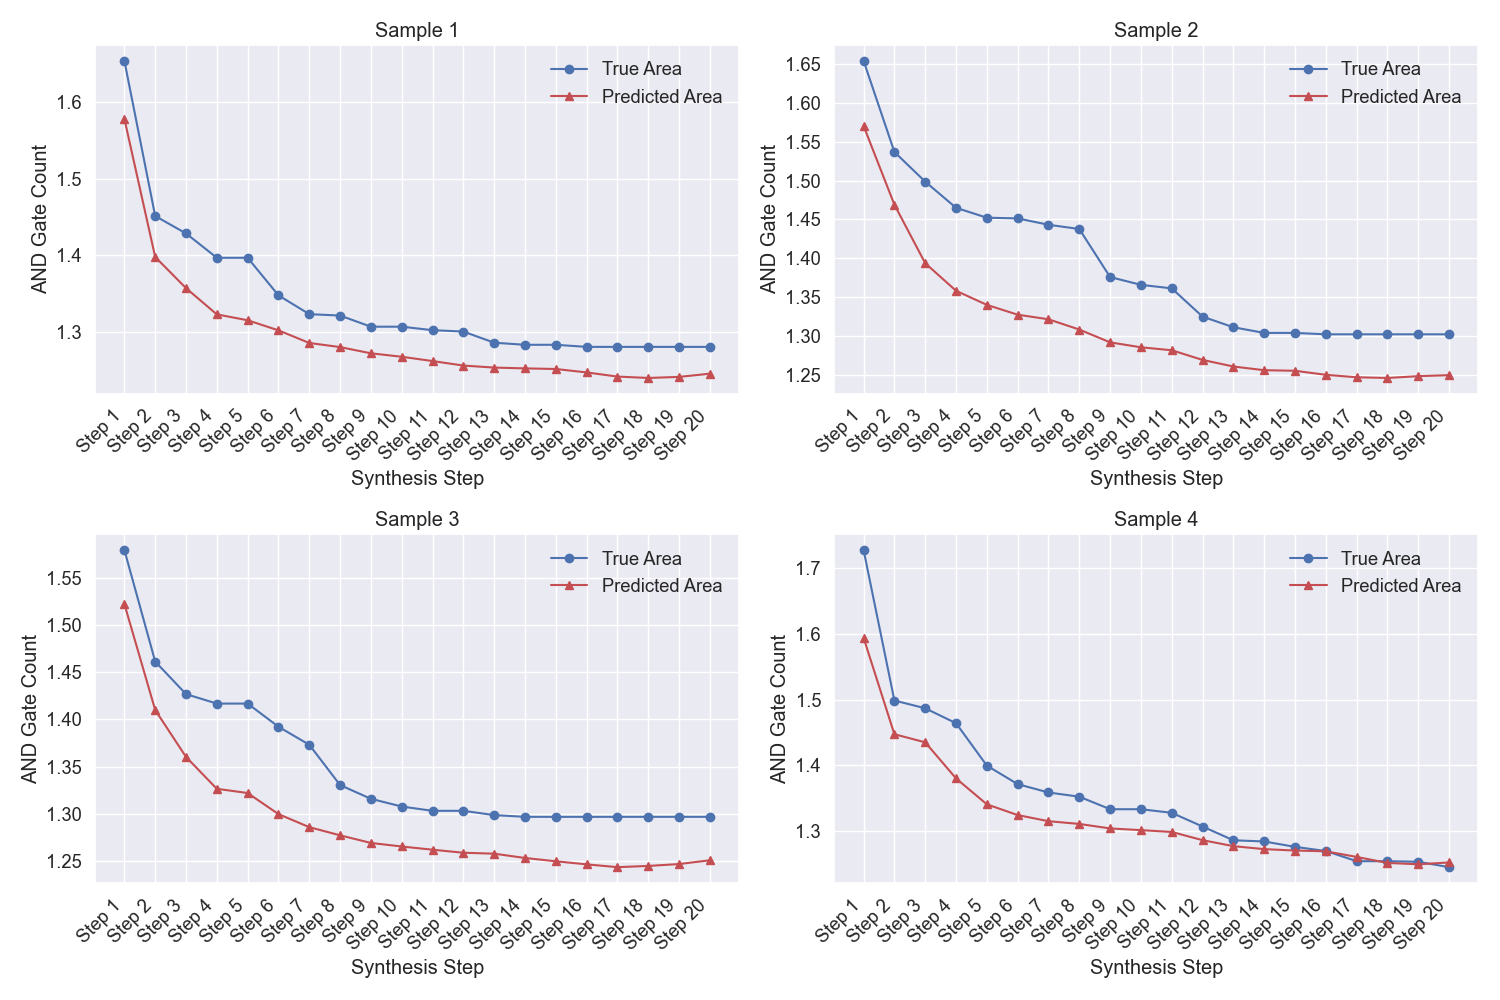 Sample 1
True Area
Predicted Area
1.6
1.5
1.4
1.3
AND Gate Count
Step 1
Step 2
Step 3
Step 4
Step 5
Step 6
Step 7
Step 8
Step 9
Step 10
Step 11
Step 12
Step 13
Step 14
Step 15
Step 16
Step 17
Step 18
Step 19
Step 20
Synthesis Step
Sample 2
True Area
Predicted Area
1.65
1.60
1.55
1.50
1.45
1.40
1.35
1.30
1.25
AND Gate Count
Step 1
Step 2
Step 3
Step 4
Step 5
Step 6
Step 7
Step 8
Step 9
Step 10
Step 11
Step 12
Step 13
Step 14
Step 15
Step 16
Step 17
Step 18
Step 19
Step 20
Synthesis Step
Sample 3
True Area
Predicted Area
1.55
1.50
1.45
1.40
1.35
1.30
1.25
AND Gate Count
Step 1
Step 2
Step 3
Step 4
Step 5
Step 6
Step 7
Step 8
Step 9
Step 10
Step 11
Step 12
Step 13
Step 14
Step 15
Step 16
Step 17
Step 18
Step 19
Step 20
Synthesis Step
Sample 4
True Area
Predicted Area
1.7
1.6
1.5
1.4
1.3
AND Gate Count
Step 1
Step 2
Step 3
Step 4
Step 5
Step 6
Step 7
Step 8
Step 9
Step 10
Step 11
Step 12
Step 13
Step 14
Step 15
Step 16
Step 17
Step 18
Step 19
Step 20
Synthesis Step